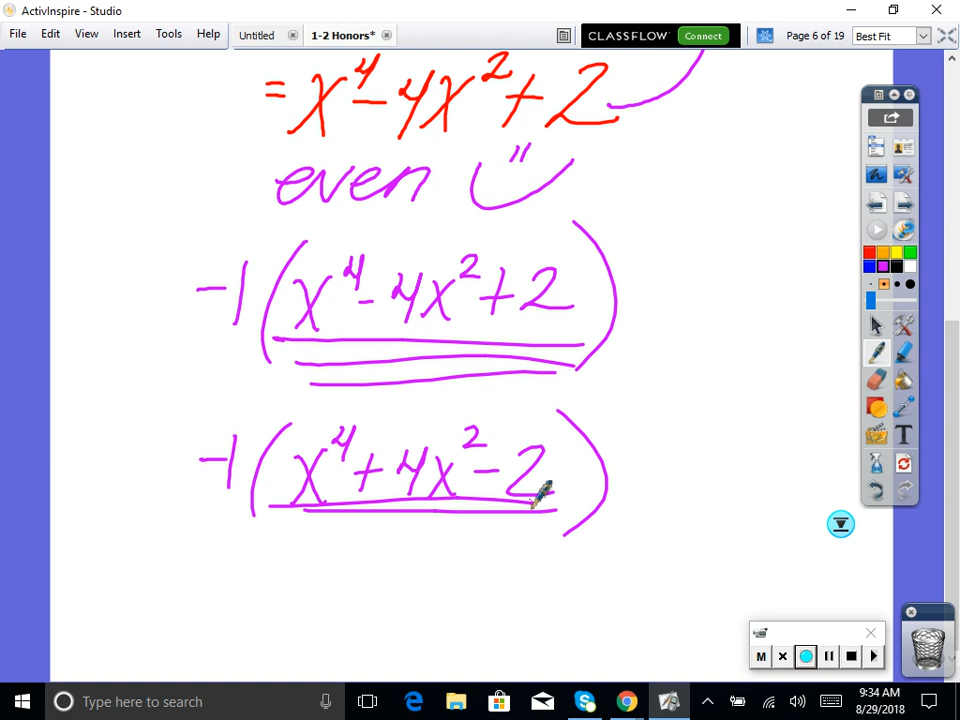 ActivInspire - Studio
File Edit View Insert Tools Help Untitled 1-2 Honors* CLASSFLOW Connect Page 6 of 19 Best Fit
= x⁴ - 4x² + 2
even
-1 (x⁴ - 4x² + 2)
-1 (x⁴ + 4x² - 2)
T
M
Type here to search
9:34 AM
8/29/2018